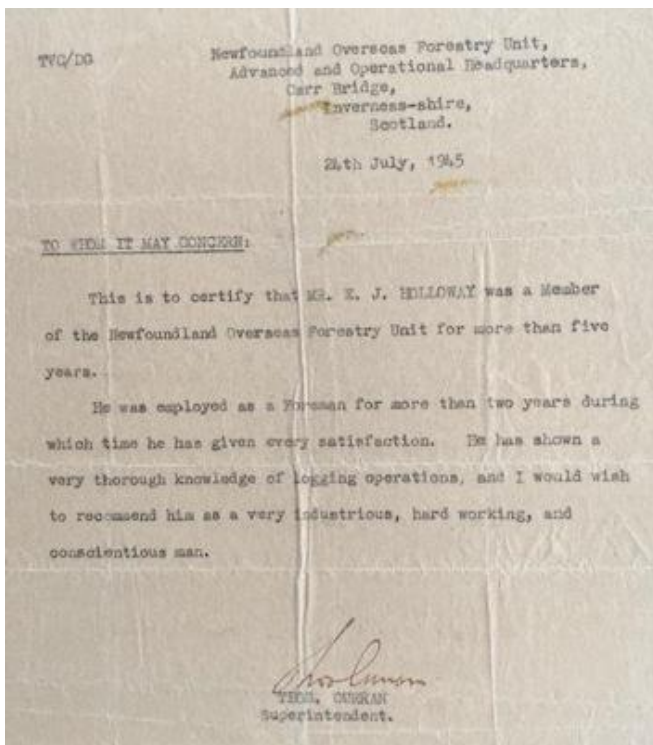 TVC/DG
Newfoundland Overseas Forestry Unit,
Advanced and Operational Headquarters,
Carr Bridge,
Inverness-shire,
Scotland.
24th July, 1945
TO WHOM IT MAY CONCERN:
This is to certify that MR. K. J. HOLLOWAY was a Member
of the Newfoundland Overseas Forestry Unit for more than five
years.
He was employed as a Foreman for more than two years during
which time he has given every satisfaction. He has shown a
very thorough knowledge of logging operations, and I would wish
to recommend him as a very industrious, hard working, and
conscientious man.
Thos Curran
THOS. CURRAN
Superintendent.